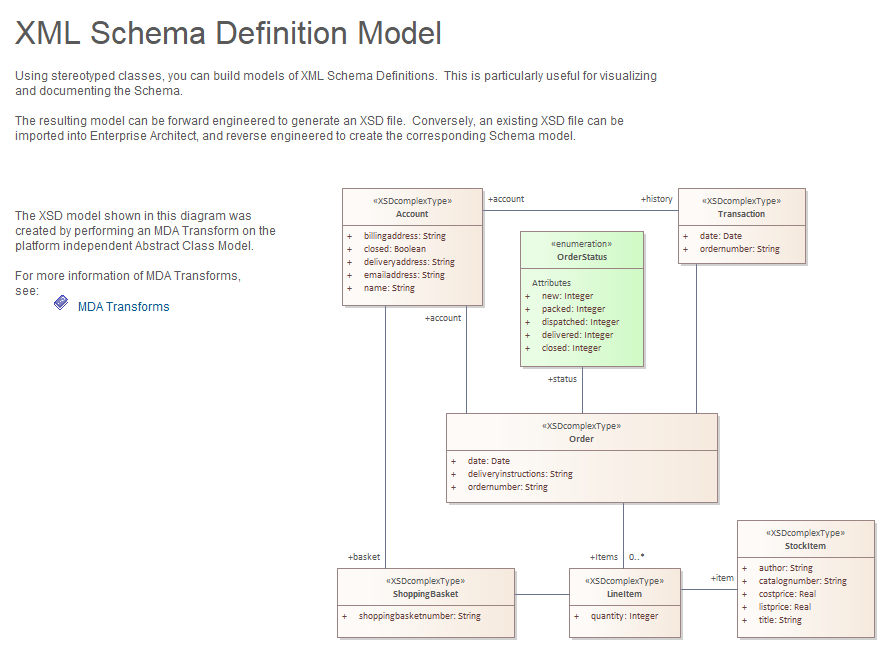 XML Schema Definition Model
Using stereotyped classes, you can build models of XML Schema Definitions.  This is particularly useful for visualizing
and documenting the Schema.
The resulting model can be forward engineered to generate an XSD file.  Conversely, an existing XSD file can be
imported into Enterprise Architect, and reverse engineered to create the corresponding Schema model.
The XSD model shown in this diagram was
created by performing an MDA Transform on the
platform independent Abstract Class Model.
For more information of MDA Transforms,
see:
MDA Transforms
«XSDcomplexType»
Account
+ billingaddress: String
+ closed: Boolean
+ deliveryaddress: String
+ emailaddress: String
+ name: String
+account
+history
«XSDcomplexType»
Transaction
+ date: Date
+ ordernumber: String
«enumeration»
OrderStatus
Attributes
+ new: Integer
+ packed: Integer
+ dispatched: Integer
+ delivered: Integer
+ closed: Integer
+account
+status
«XSDcomplexType»
Order
+ date: Date
+ deliveryinstructions: String
+ ordernumber: String
+basket
+items
0..*
«XSDcomplexType»
ShoppingBasket
+ shoppingbasketnumber: String
«XSDcomplexType»
LineItem
+ quantity: Integer
+item
«XSDcomplexType»
StockItem
+ author: String
+ catalognumber: String
+ costprice: Real
+ listprice: Real
+ title: String